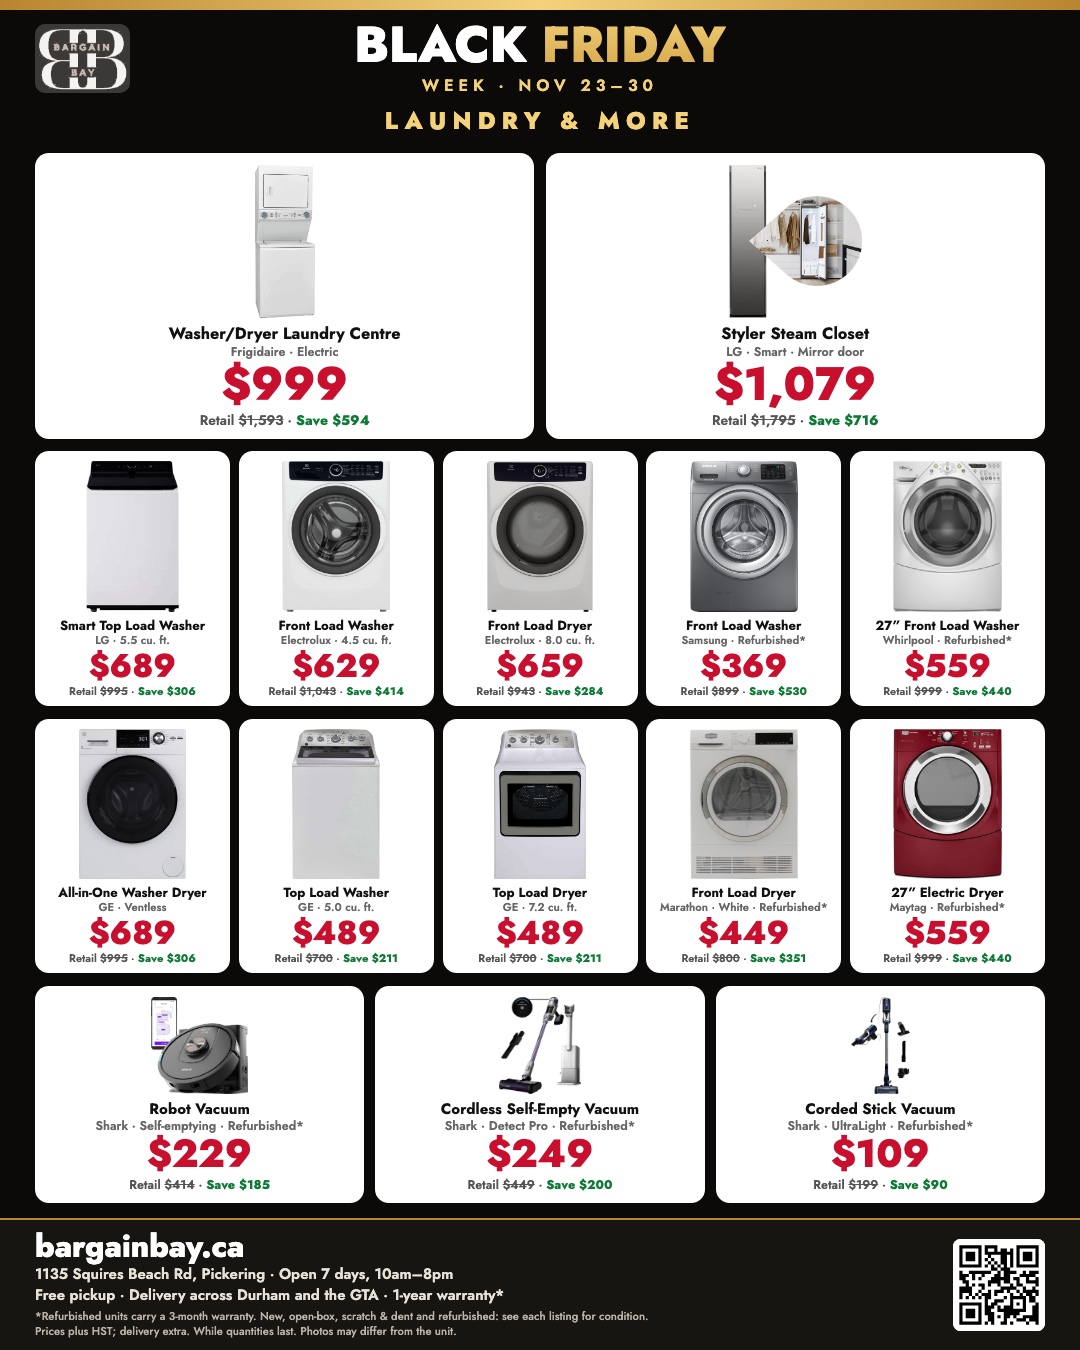 BARGAIN
BAY
BLACK FRIDAY
WEEK · NOV 23–30
LAUNDRY & MORE
Washer/Dryer Laundry Centre
Frigidaire · Electric
$999
Retail $1,593 · Save $594
Styler Steam Closet
LG · Smart · Mirror door
$1,079
Retail $1,795 · Save $716
Smart Top Load Washer
LG · 5.5 cu. ft.
$689
Retail $995 · Save $306
Front Load Washer
Electrolux · 4.5 cu. ft.
$629
Retail $1,043 · Save $414
Front Load Dryer
Electrolux · 8.0 cu. ft.
$659
Retail $943 · Save $284
Front Load Washer
Samsung · Refurbished*
$369
Retail $899 · Save $530
27” Front Load Washer
Whirlpool · Refurbished*
$559
Retail $999 · Save $440
All-in-One Washer Dryer
GE · Ventless
$689
Retail $995 · Save $306
Top Load Washer
GE · 5.0 cu. ft.
$489
Retail $700 · Save $211
Top Load Dryer
GE · 7.2 cu. ft.
$489
Retail $700 · Save $211
Front Load Dryer
Marathon · White · Refurbished*
$449
Retail $800 · Save $351
27” Electric Dryer
Maytag · Refurbished*
$559
Retail $999 · Save $440
Robot Vacuum
Shark · Self-emptying · Refurbished*
$229
Retail $414 · Save $185
Cordless Self-Empty Vacuum
Shark · Detect Pro · Refurbished*
$249
Retail $449 · Save $200
Corded Stick Vacuum
Shark · UltraLight · Refurbished*
$109
Retail $199 · Save $90
bargainbay.ca
1135 Squires Beach Rd, Pickering · Open 7 days, 10am–8pm
Free pickup · Delivery across Durham and the GTA · 1-year warranty*
*Refurbished units carry a 3-month warranty. New, open-box, scratch & dent and refurbished: see each listing for condition.
Prices plus HST; delivery extra. While quantities last. Photos may differ from the unit.